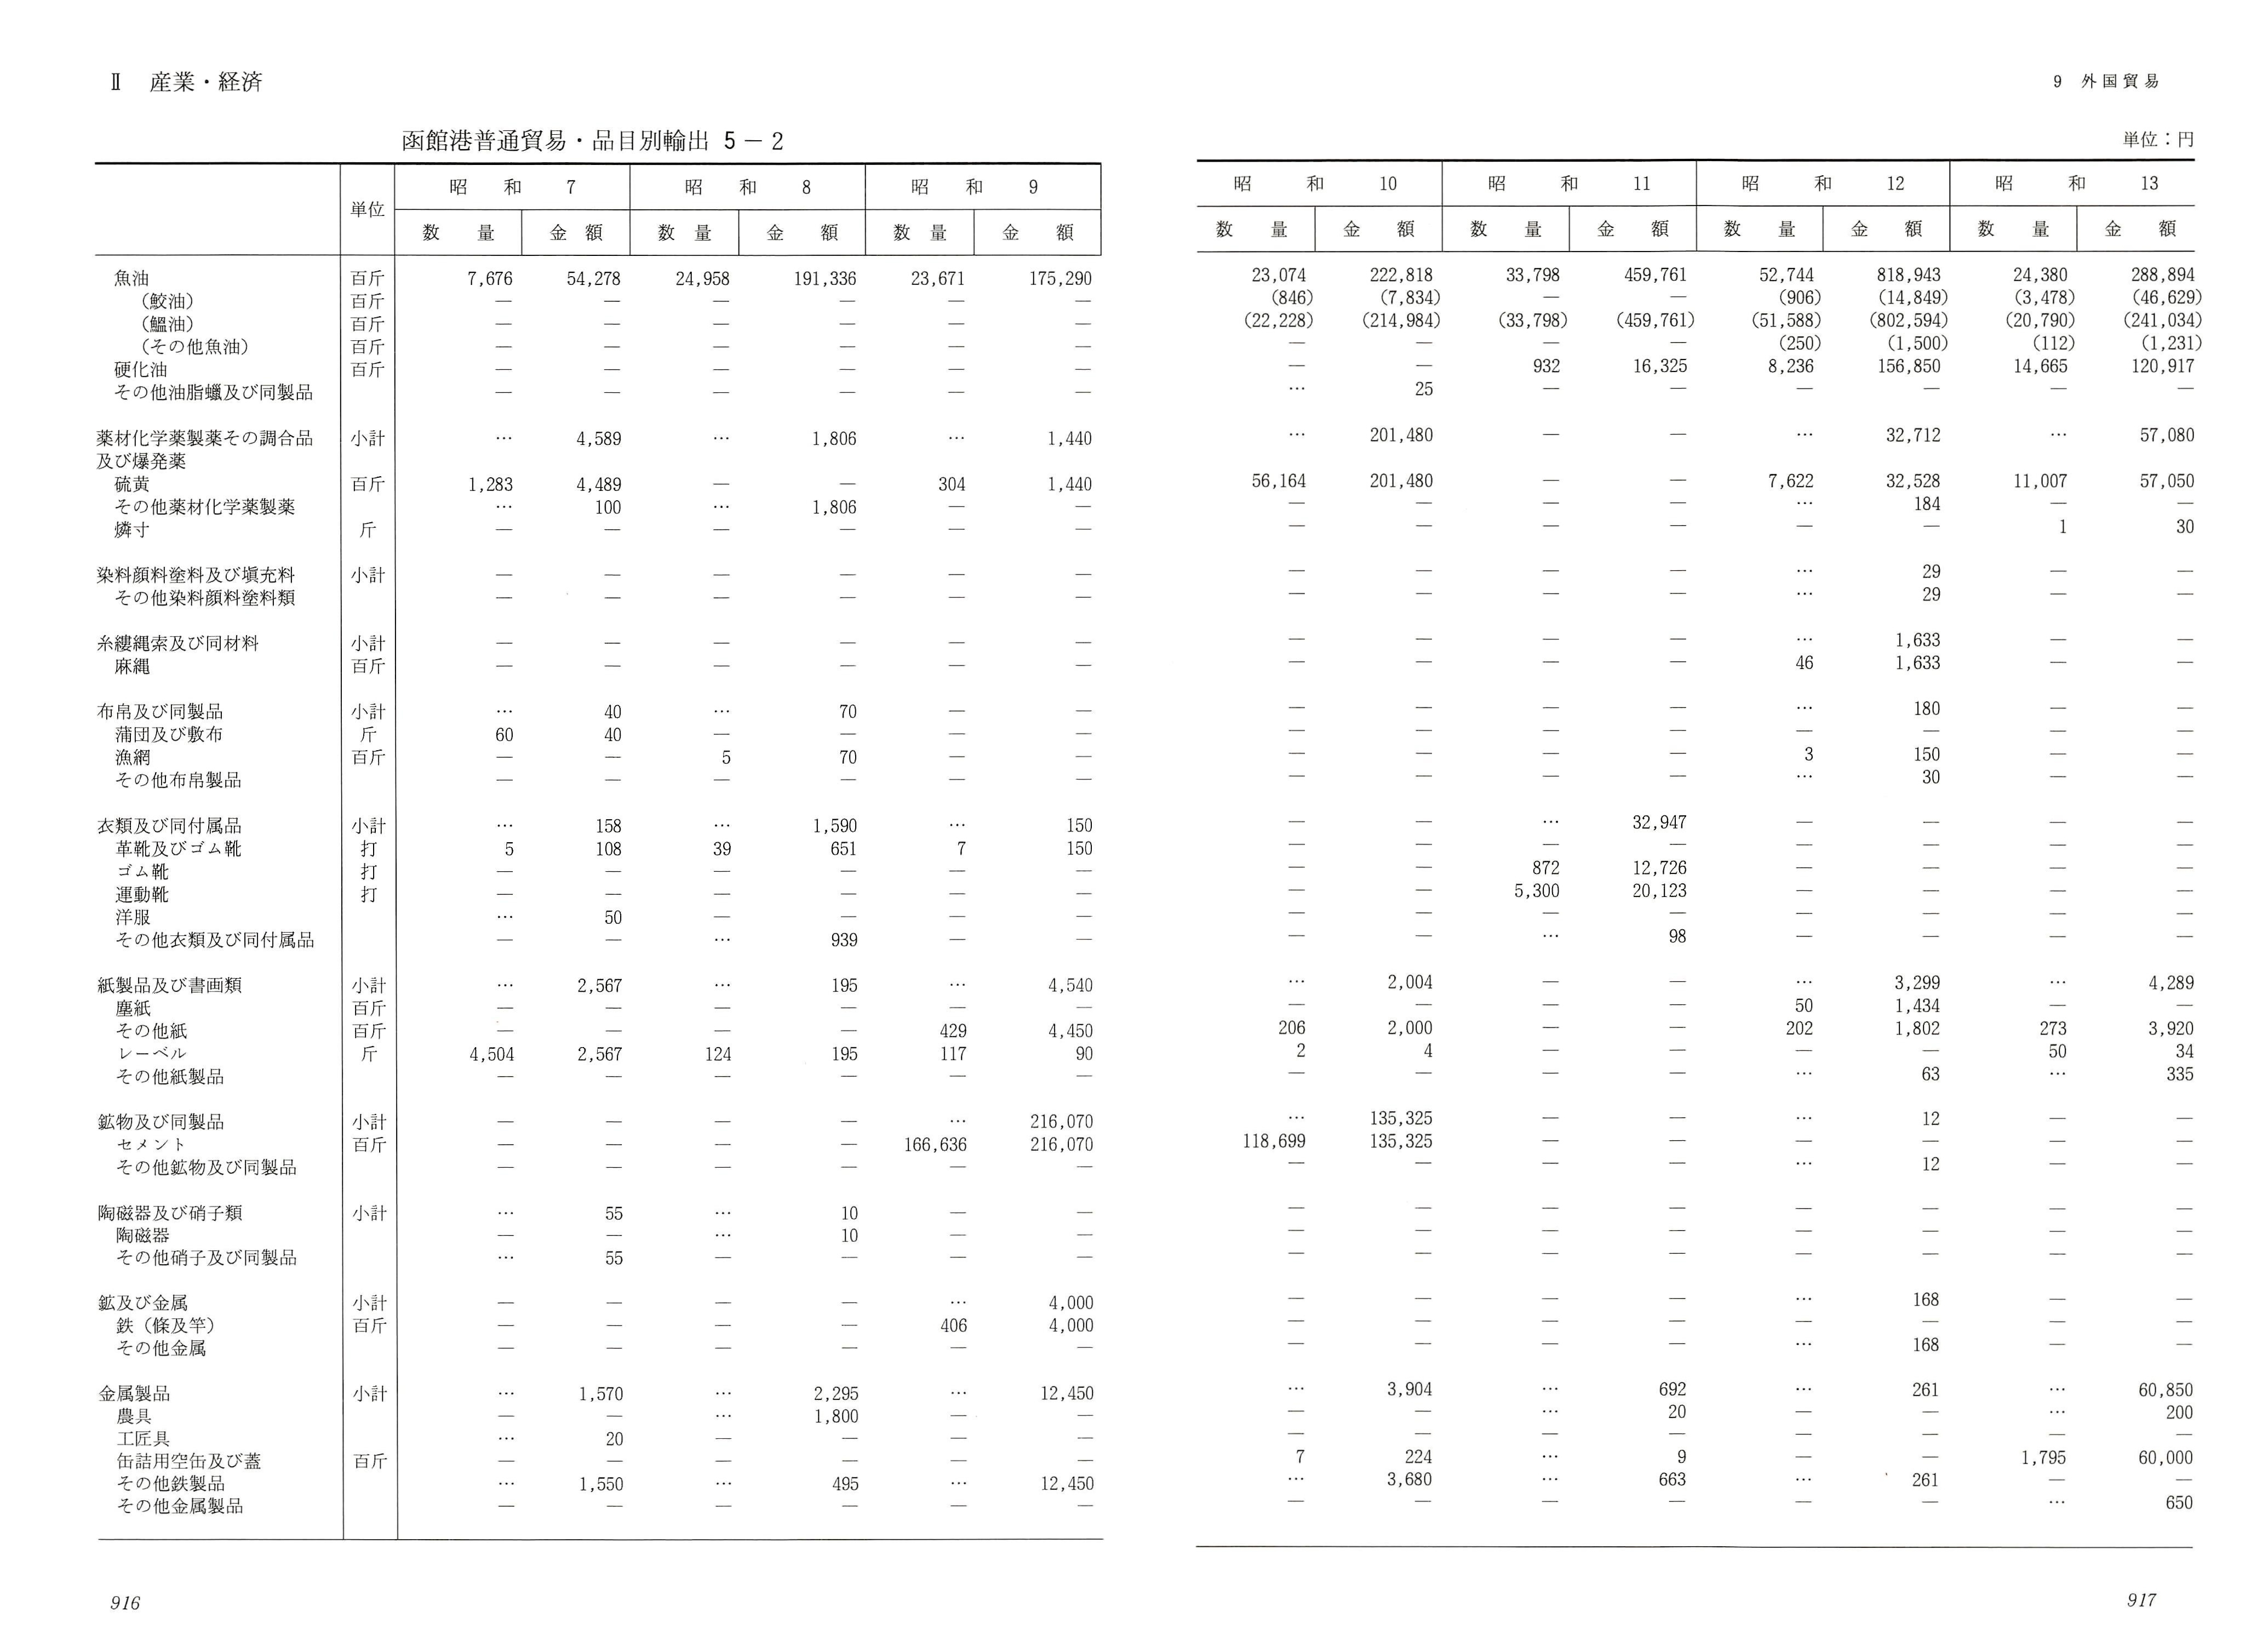 Ⅱ 産業・経済
函館港普通貿易・品目別輸出 5－2
単位 昭和7 昭和8 昭和9
数量 金額 数量 金額 数量 金額
魚油 百斤 7,676 54,278 24,958 191,336 23,671 175,290
（鮫油） 百斤 — — — — — —
（鰮油） 百斤 — — — — — —
（その他魚油） 百斤 — — — — — —
硬化油 百斤 — — — — — —
その他油脂蠟及び同製品 — — — — — —
薬材化学薬製薬その調合品 小計 … 4,589 … 1,806 … 1,440
及び爆発薬
硫黄 百斤 1,283 4,489 — — 304 1,440
その他薬材化学薬製薬 … 100 … 1,806 — —
燐寸 斤 — — — — — —
染料顔料塗料及び塡充料 小計 — — — — — —
その他染料顔料塗料類 — — — — — —
糸縷縄索及び同材料 小計 — — — — — —
麻縄 百斤 — — — — — —
布帛及び同製品 小計 … 40 … 70 — —
蒲団及び敷布 斤 60 40 — — — —
漁網 百斤 — — 5 70 — —
その他布帛製品 — — — — — —
衣類及び同付属品 小計 … 158 … 1,590 … 150
革靴及びゴム靴 打 5 108 39 651 7 150
ゴム靴 打 — — — — — —
運動靴 打 — — — — — —
洋服 … 50 — — — —
その他衣類及び同付属品 — — … 939 — —
紙製品及び書画類 小計 … 2,567 … 195 … 4,540
塵紙 百斤 — — — — — —
その他紙 百斤 — — — — 429 4,450
レーベル 斤 4,504 2,567 124 195 117 90
その他紙製品 — — — — — —
鉱物及び同製品 小計 — — — — … 216,070
セメント 百斤 — — — — 166,636 216,070
その他鉱物及び同製品 — — — — — —
陶磁器及び硝子類 小計 … 55 … 10 — —
陶磁器 — — … 10 — —
その他硝子及び同製品 … 55 — — — —
鉱及び金属 小計 — — — — … 4,000
鉄（條及竿） 百斤 — — — — 406 4,000
その他金属 — — — — — —
金属製品 小計 … 1,570 … 2,295 … 12,450
農具 — — … 1,800 — —
工匠具 … 20 — — — —
缶詰用空缶及び蓋 百斤 — — — — — —
その他鉄製品 … 1,550 … 495 … 12,450
その他金属製品 — — — — — —
916
9 外国貿易
単位：円
昭和10 昭和11 昭和12 昭和13
数量 金額 数量 金額 数量 金額 数量 金額
23,074 222,818 33,798 459,761 52,744 818,943 24,380 288,894
(846) (7,834) — — (906) (14,849) (3,478) (46,629)
(22,228) (214,984) (33,798) (459,761) (51,588) (802,594) (20,790) (241,034)
— — — — (250) (1,500) (112) (1,231)
— — 932 16,325 8,236 156,850 14,665 120,917
… 25 — — — — — —
… 201,480 — — … 32,712 … 57,080
56,164 201,480 — — 7,622 32,528 11,007 57,050
— — — — … 184 — —
— — — — — — 1 30
— — — — … 29 — —
— — — — … 29 — —
— — — — … 1,633 — —
— — — — 46 1,633 — —
— — — — … 180 — —
— — — — — — — —
— — — — 3 150 — —
— — — — … 30 — —
— — … 32,947 — — — —
— — — — — — — —
— — 872 12,726 — — — —
— — 5,300 20,123 — — — —
— — — — — — — —
— — … 98 — — — —
… 2,004 — — … 3,299 … 4,289
— — — — 50 1,434 — —
206 2,000 — — 202 1,802 273 3,920
2 4 — — — — 50 34
— — — — … 63 … 335
… 135,325 — — … 12 — —
118,699 135,325 — — — — — —
— — — — … 12 — —
— — — — — — — —
— — — — — — — —
— — — — — — — —
— — — — … 168 — —
— — — — — — — —
— — — — … 168 — —
… 3,904 … 692 … 261 … 60,850
— — … 20 — — … 200
— — — — — — — —
7 224 … 9 — — 1,795 60,000
… 3,680 … 663 … 261 — —
— — — — — — … 650
917